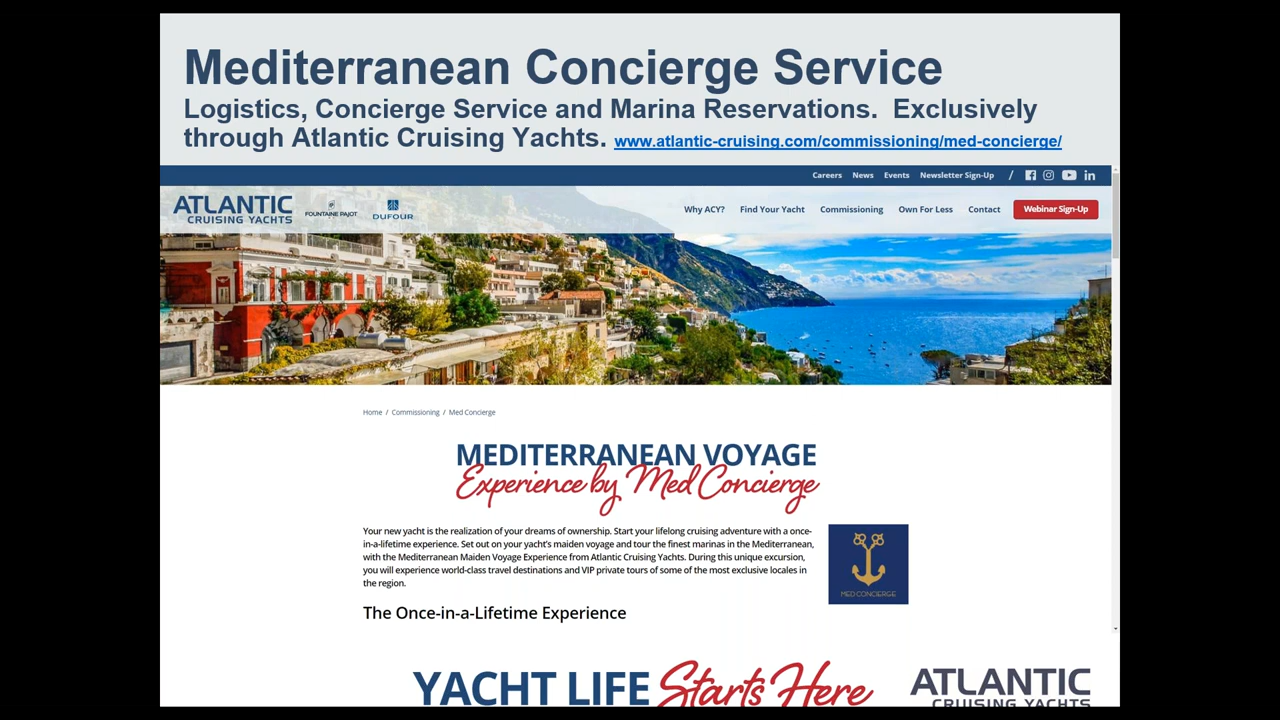 Mediterranean Concierge Service
Logistics, Concierge Service and Marina Reservations.  Exclusively
through Atlantic Cruising Yachts. www.atlantic-cruising.com/commissioning/med-concierge/
Careers News Events Newsletter Sign-Up /
ATLANTIC
CRUISING YACHTS
FOUNTAINE PAJOT
DUFOUR
Why ACY? Find Your Yacht Commissioning Own For Less Contact Webinar Sign-Up
Home / Commissioning / Med Concierge
MEDITERRANEAN VOYAGE
Experience by Med Concierge
Your new yacht is the realization of your dreams of ownership. Start your lifelong cruising adventure with a once-
in-a-lifetime experience. Set out on your yacht's maiden voyage and tour the finest marinas in the Mediterranean,
with the Mediterranean Maiden Voyage Experience from Atlantic Cruising Yachts. During this unique excursion,
you will experience world-class travel destinations and VIP private tours of some of the most exclusive locales in
the region.
MED CONCIERGE
The Once-in-a-Lifetime Experience
YACHT LIFE Starts Here
ATLANTIC
CRUISING YACHTS